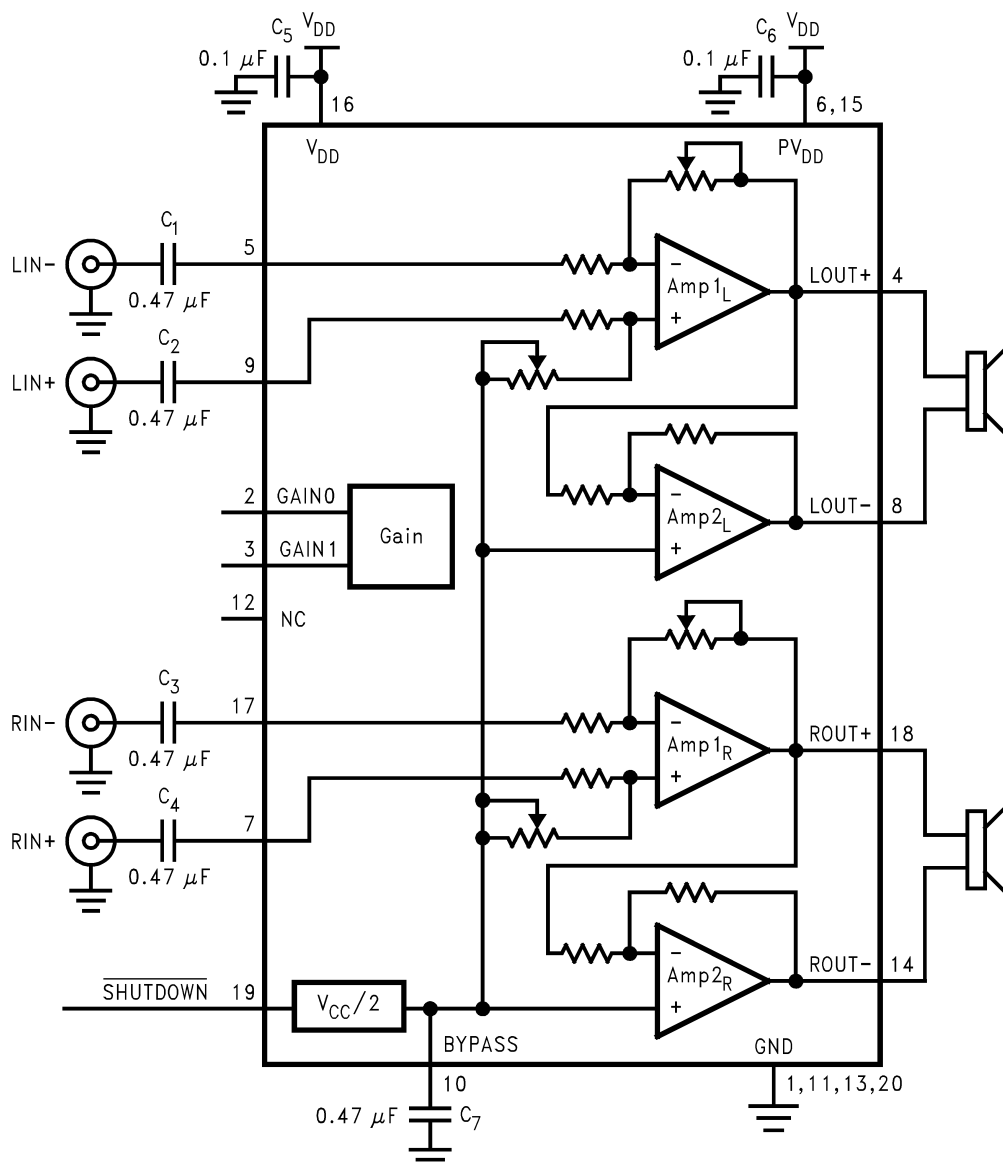 C5 VDD
0.1 μF
16
VDD
C6 VDD
0.1 μF
6,15
PVDD
C1
LIN-
5
0.47 μF
-
Amp1L
+
LOUT+ 4
C2
LIN+
9
0.47 μF
2 GAIN0
3 GAIN1
Gain
12
NC
-
Amp2L
+
LOUT- 8
C3
RIN-
17
0.47 μF
-
Amp1R
+
ROUT+ 18
C4
RIN+
7
0.47 μF
-
Amp2R
+
ROUT- 14
SHUTDOWN 19
VCC/2
BYPASS
10
0.47 μF C7
GND
1,11,13,20